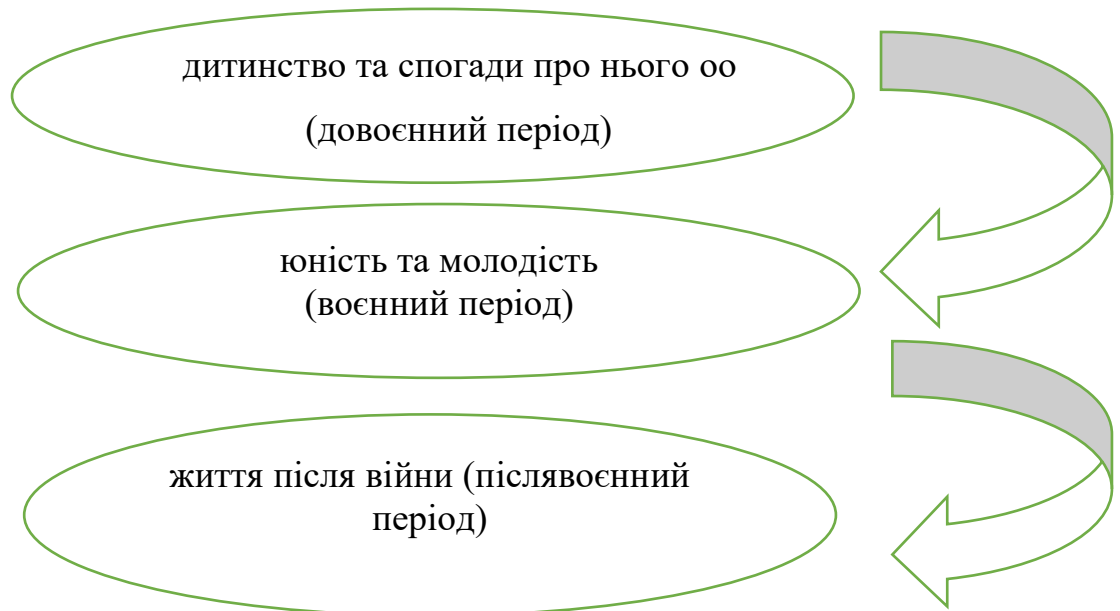 дитинство та спогади про нього оо
(довоєнний період)
юність та молодість
(воєнний період)
життя після війни (післявоєнний
період)